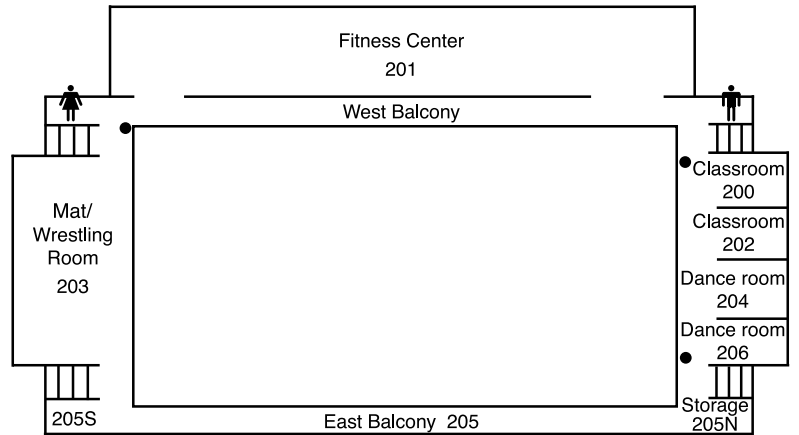 Fitness Center
201
West Balcony
Classroom
200
Mat/
Wrestling
Room
203
Classroom
202
Dance room
204
Dance room
206
205S
East Balcony 205
Storage
205N